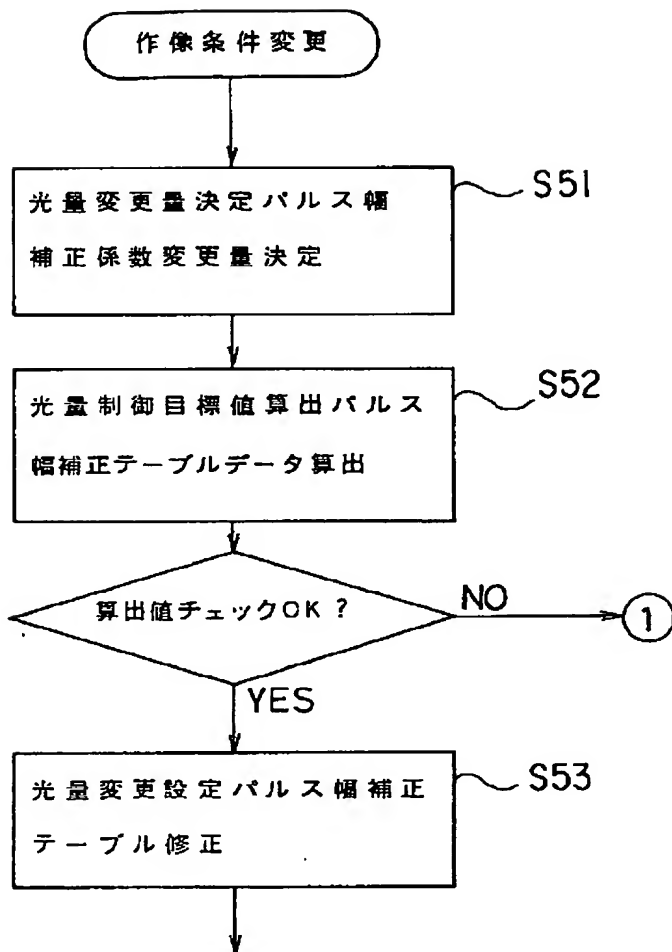 作像条件変更
光量変更量決定パルス幅
補正係数変更量決定
S51
光量制御目標値算出パルス
幅補正テーブルデータ算出
S52
算出値チェックOK?
NO
1
YES
光量変更設定パルス幅補正
テーブル修正
S53